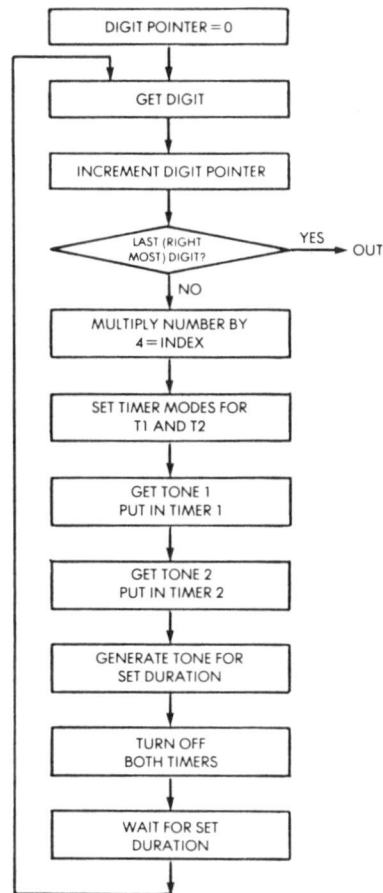 DIGIT POINTER = 0
GET DIGIT
INCREMENT DIGIT POINTER
LAST (RIGHT
MOST) DIGIT?
YES
OUT
NO
MULTIPLY NUMBER BY
4 = INDEX
SET TIMER MODES FOR
T1 AND T2
GET TONE 1
PUT IN TIMER 1
GET TONE 2
PUT IN TIMER 2
GENERATE TONE FOR
SET DURATION
TURN OFF
BOTH TIMERS
WAIT FOR SET
DURATION